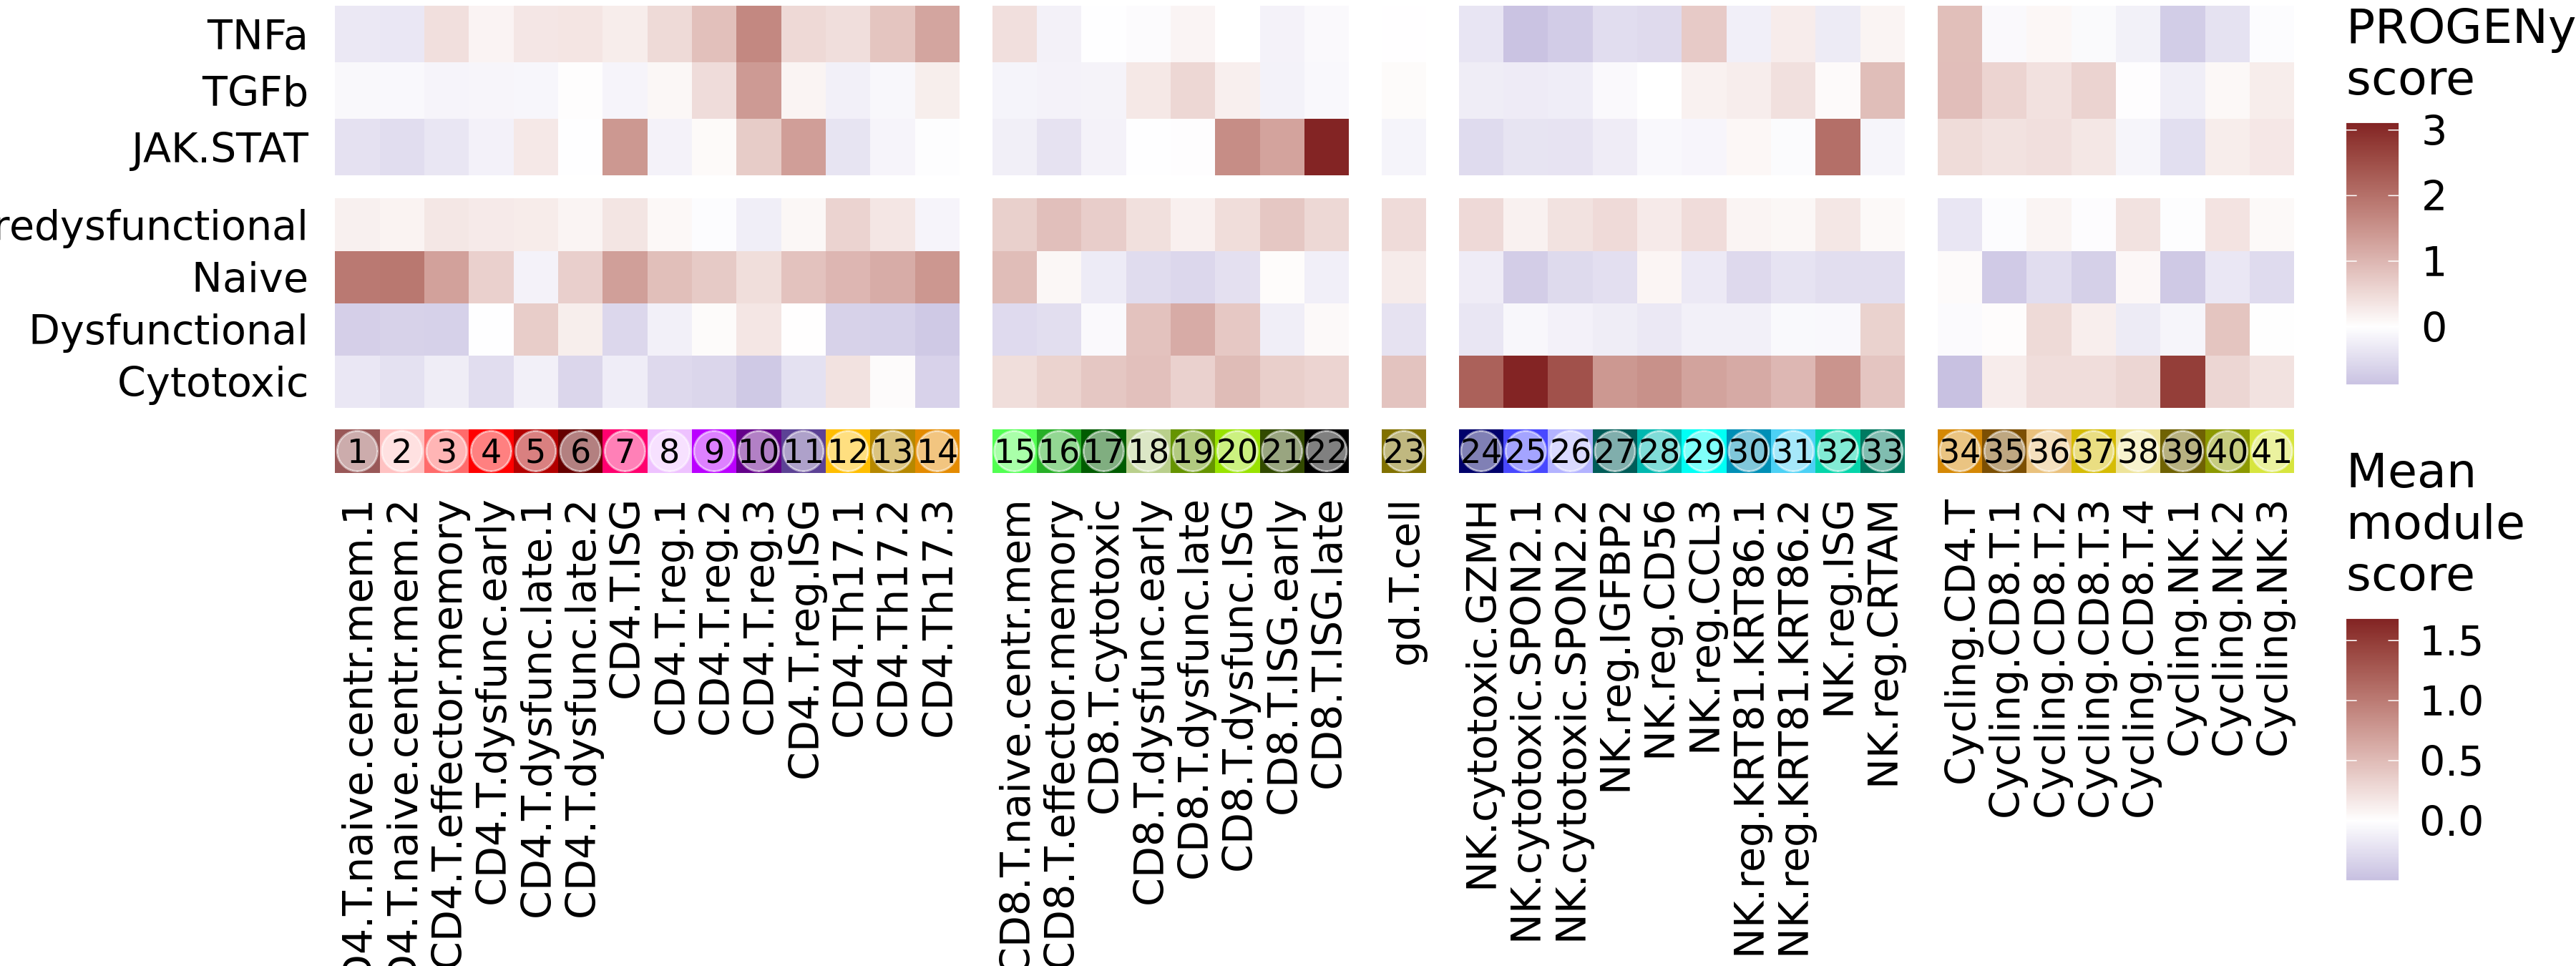 TNFa
TGFb
JAK.STAT
redysfunctional
Naive
Dysfunctional
Cytotoxic
1 2 3 4 5 6 7 8 9 10 11 12 13 14 15 16 17 18 19 20 21 22 23 24 25 26 27 28 29 30 31 32 33 34 35 36 37 38 39 40 41
04.T.naive.centr.mem.1
04.T.naive.centr.mem.2
CD4.T.effector.memory
CD4.T.dysfunc.early
CD4.T.dysfunc.late.1
CD4.T.dysfunc.late.2
CD4.T.ISG
CD4.T.reg.1
CD4.T.reg.2
CD4.T.reg.3
CD4.T.reg.ISG
CD4.Th17.1
CD4.Th17.2
CD4.Th17.3
CD8.T.naive.centr.mem
CD8.T.effector.memory
CD8.T.cytotoxic
CD8.T.dysfunc.early
CD8.T.dysfunc.late
CD8.T.dysfunc.ISG
CD8.T.ISG.early
CD8.T.ISG.late
gd.T.cell
NK.cytotoxic.GZMH
NK.cytotoxic.SPON2.1
NK.cytotoxic.SPON2.2
NK.reg.IGFBP2
NK.reg.CD56
NK.reg.CCL3
NK.reg.KRT81.KRT86.1
NK.reg.KRT81.KRT86.2
NK.reg.ISG
NK.reg.CRTAM
Cycling.CD4.T
Cycling.CD8.T.1
Cycling.CD8.T.2
Cycling.CD8.T.3
Cycling.CD8.T.4
Cycling.NK.1
Cycling.NK.2
Cycling.NK.3
PROGENy
score
3
2
1
0
Mean
module
score
1.5
1.0
0.5
0.0